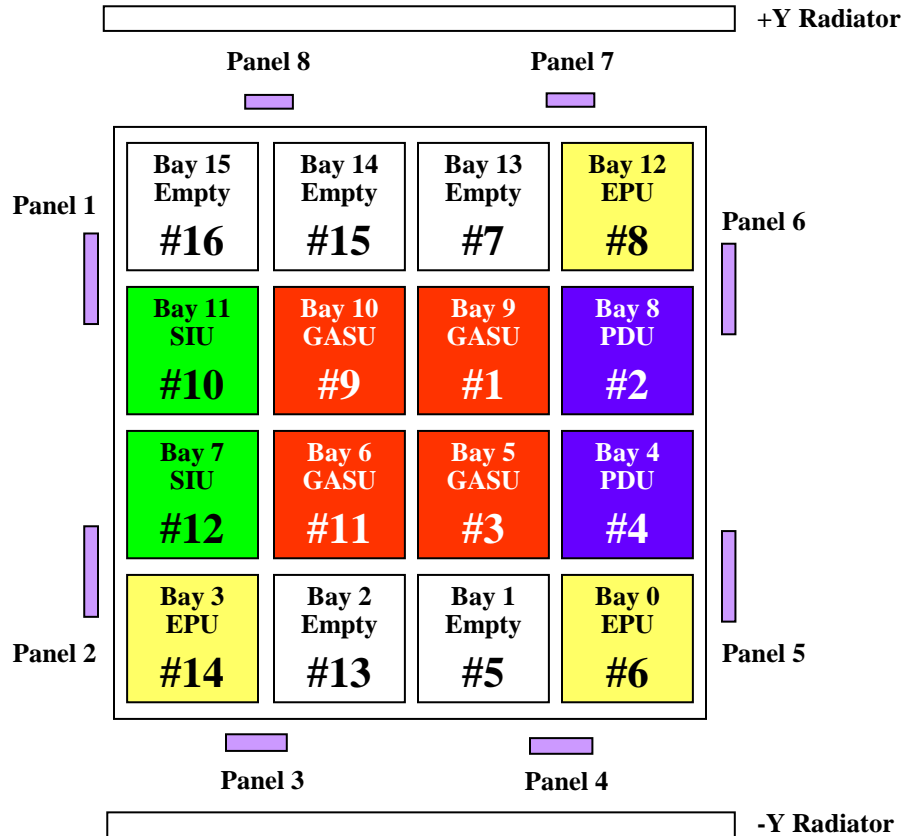 +Y Radiator
Panel 8
Panel 7
Panel 1
Panel 6
Bay 15
Empty
#16
Bay 14
Empty
#15
Bay 13
Empty
#7
Bay 12
EPU
#8
Bay 11
SIU
#10
Bay 10
GASU
#9
Bay 9
GASU
#1
Bay 8
PDU
#2
Bay 7
SIU
#12
Bay 6
GASU
#11
Bay 5
GASU
#3
Bay 4
PDU
#4
Bay 3
EPU
#14
Bay 2
Empty
#13
Bay 1
Empty
#5
Bay 0
EPU
#6
Panel 2
Panel 5
Panel 3
Panel 4
-Y Radiator